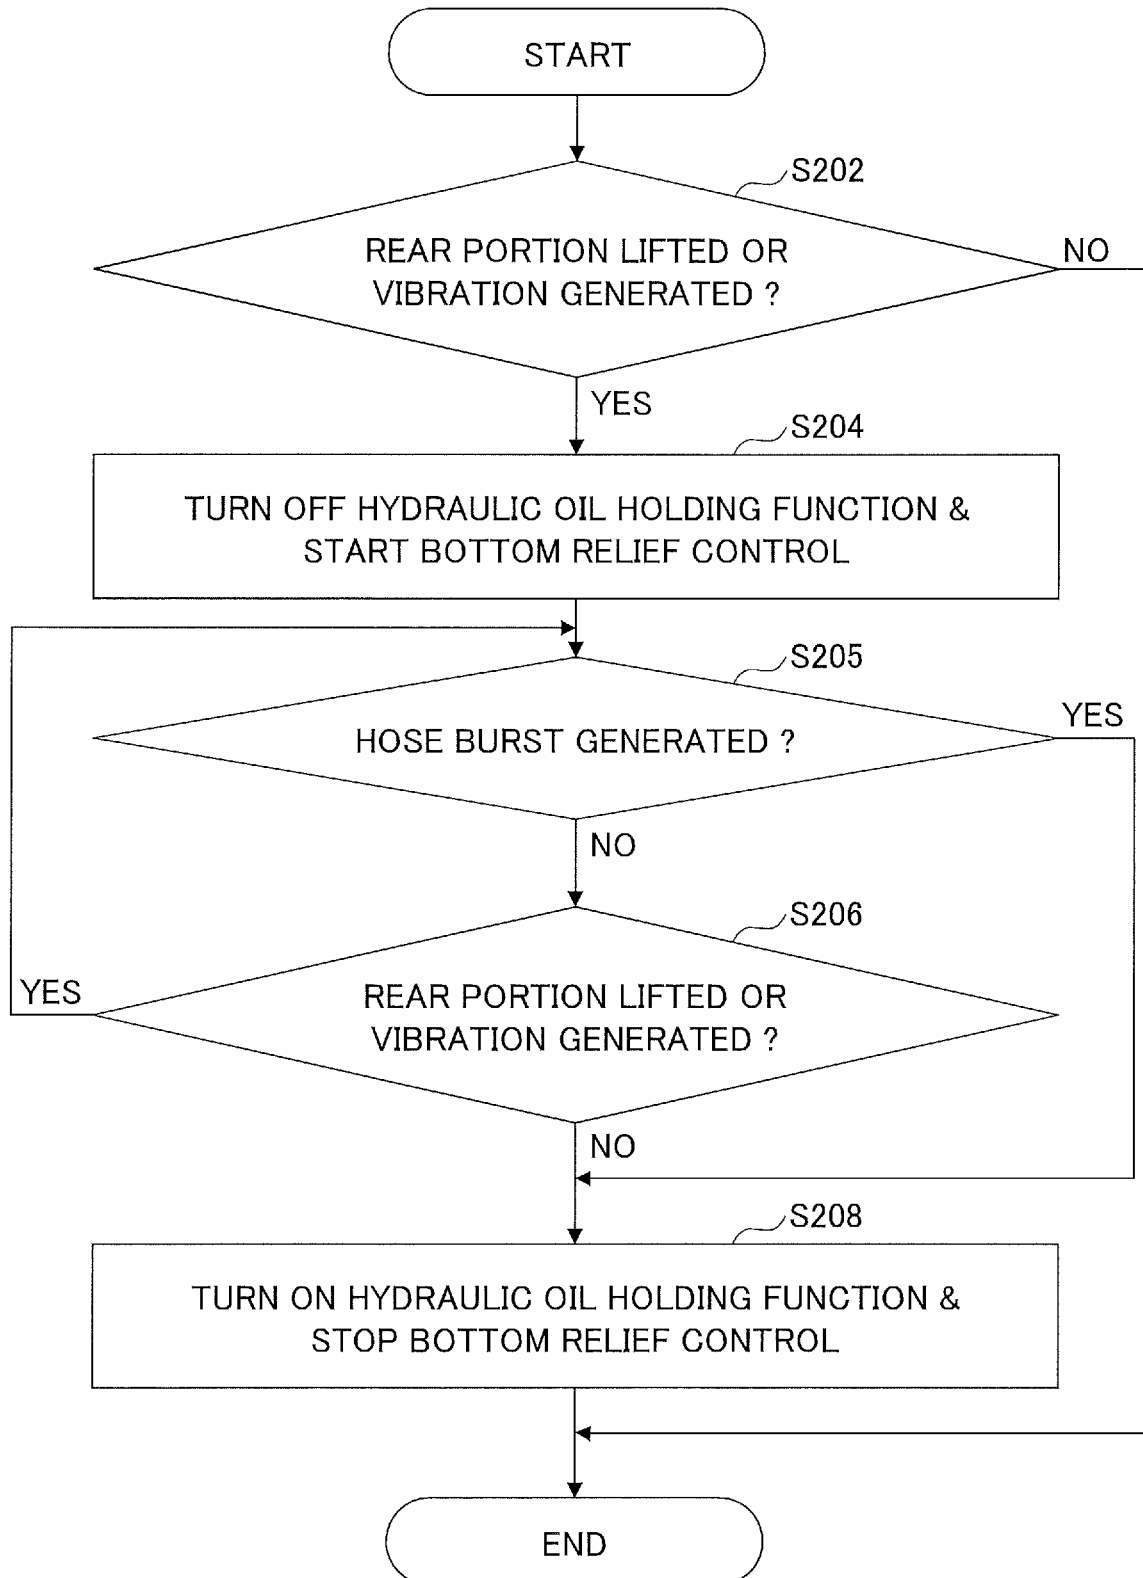 START
S202
REAR PORTION LIFTED OR
VIBRATION GENERATED ?
NO
YES
S204
TURN OFF HYDRAULIC OIL HOLDING FUNCTION &
START BOTTOM RELIEF CONTROL
S205
HOSE BURST GENERATED ?
YES
NO
S206
REAR PORTION LIFTED OR
VIBRATION GENERATED ?
YES
NO
S208
TURN ON HYDRAULIC OIL HOLDING FUNCTION &
STOP BOTTOM RELIEF CONTROL
END